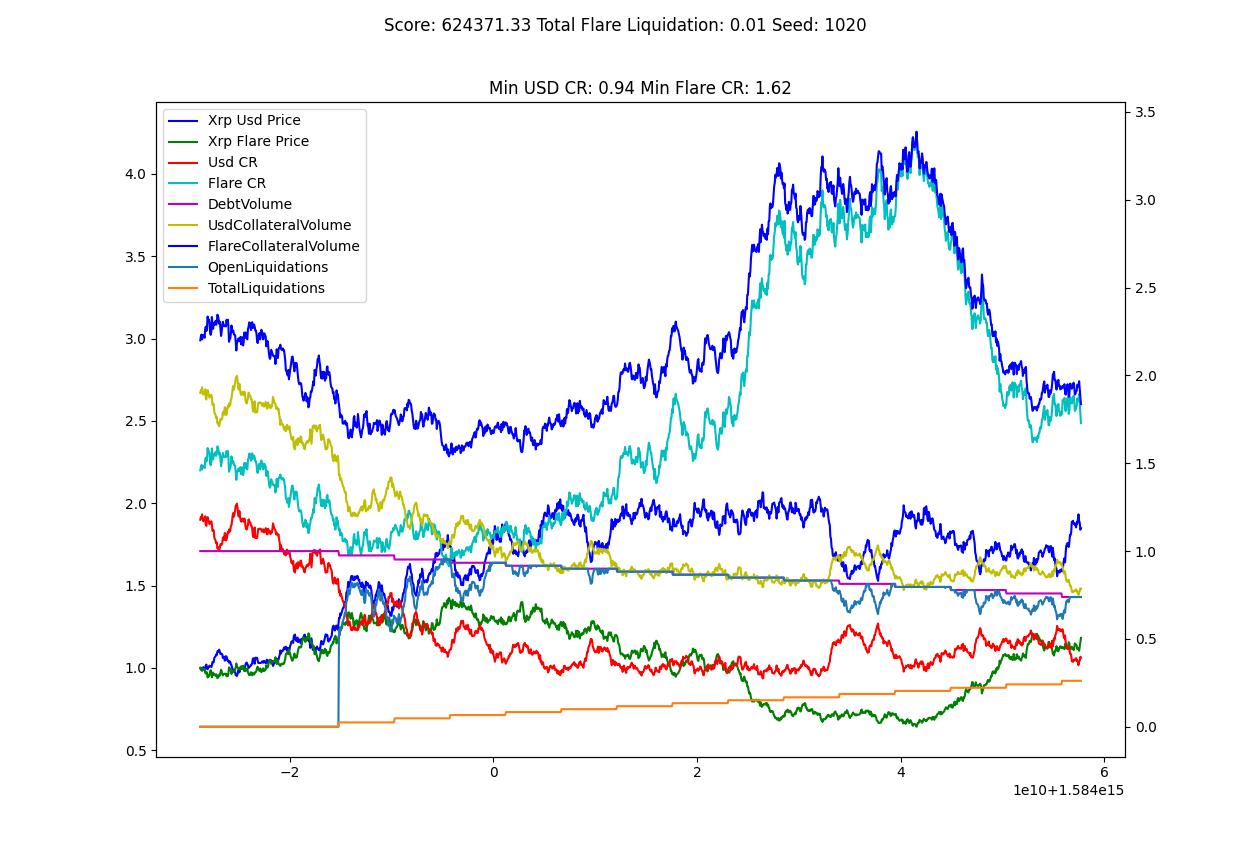 Score: 624371.33 Total Flare Liquidation: 0.01 Seed: 1020
Min USD CR: 0.94 Min Flare CR: 1.62
Xrp Usd Price
Xrp Flare Price
Usd CR
Flare CR
DebtVolume
UsdCollateralVolume
FlareCollateralVolume
OpenLiquidations
TotalLiquidations
4.0
3.5
3.0
2.5
2.0
1.5
1.0
0.5
3.5
3.0
2.5
2.0
1.5
1.0
0.5
0.0
−2 0 2 4 6
1e10+1.584e15